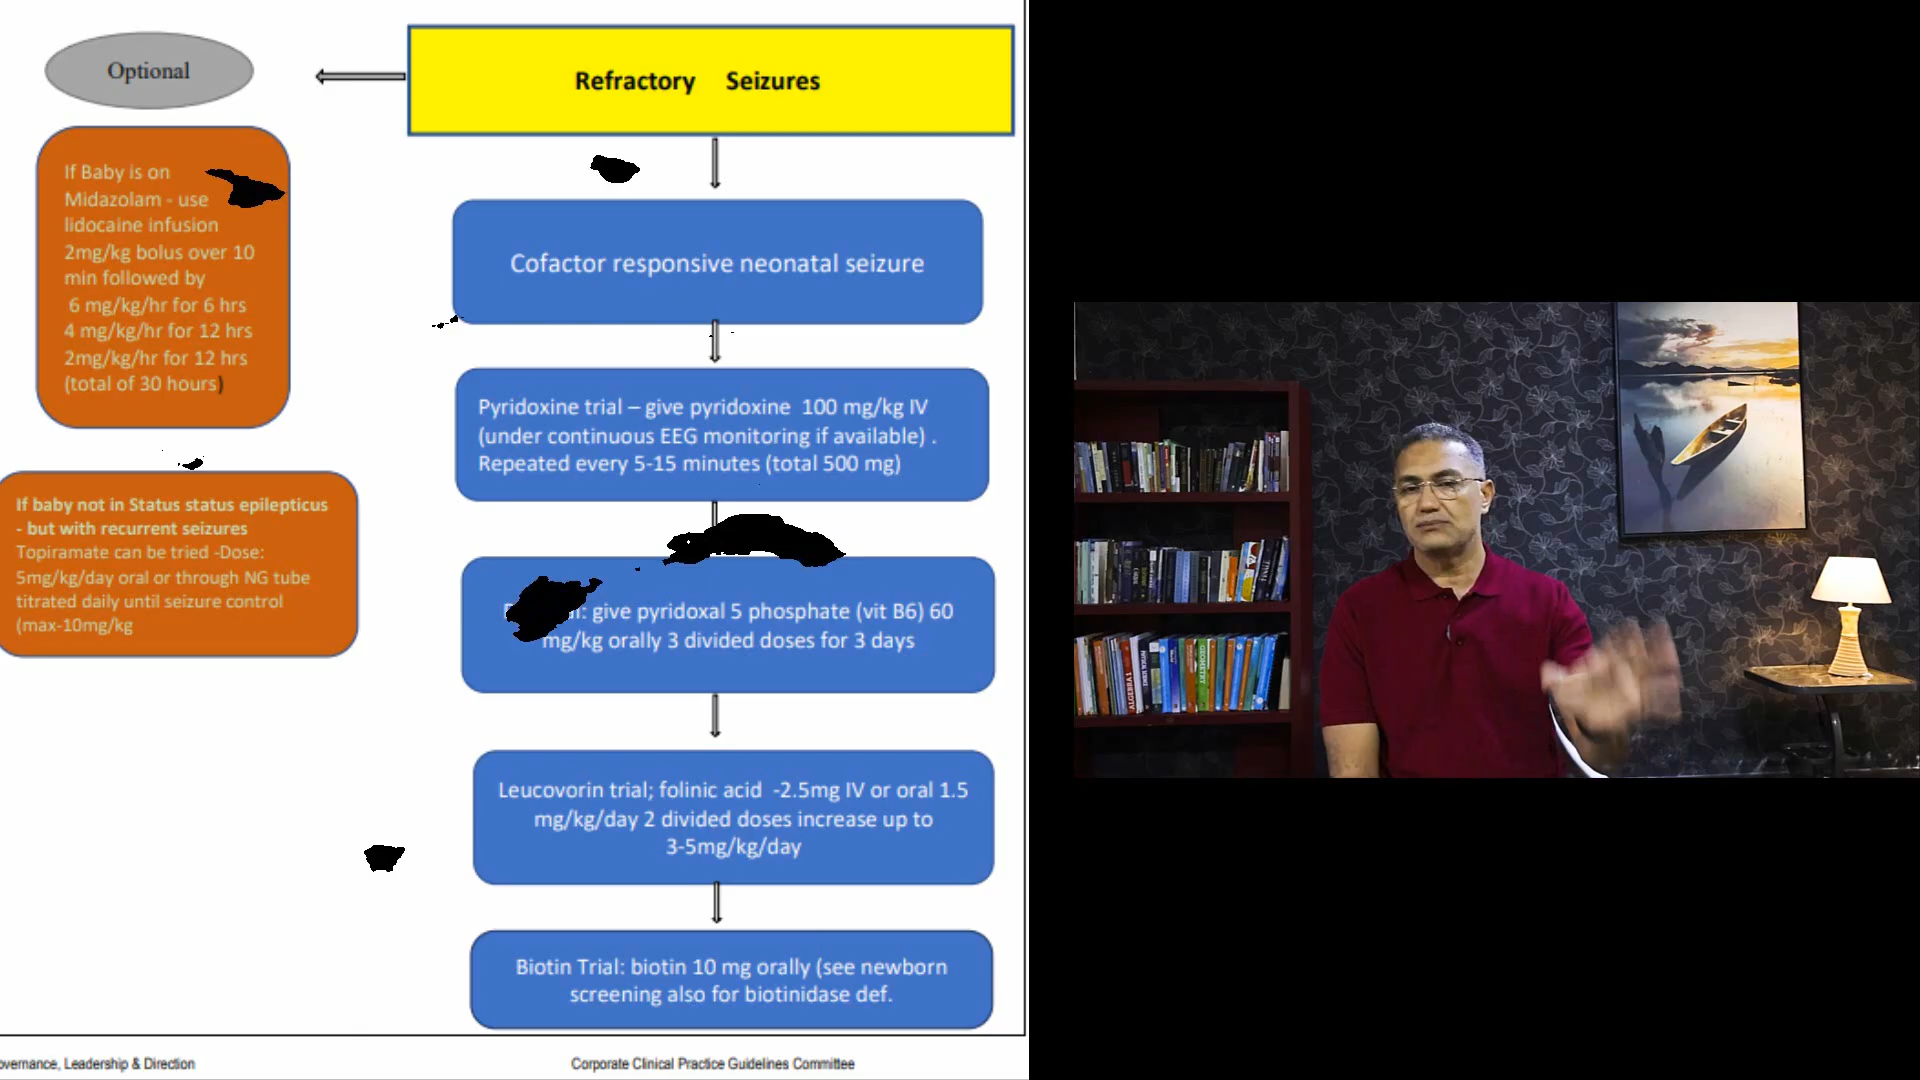 Optional
Refractory Seizures
If Baby is on
Midazolam - use
lidocaine infusion
2mg/kg bolus over 10
min followed by
6 mg/kg/hr for 6 hrs
4 mg/kg/hr for 12 hrs
2mg/kg/hr for 12 hrs
(total of 30 hours)
If baby not in Status status epilepticus
- but with recurrent seizures
Topiramate can be tried -Dose:
5mg/kg/day oral or through NG tube
titrated daily until seizure control
(max-10mg/kg
Cofactor responsive neonatal seizure
Pyridoxine trial – give pyridoxine 100 mg/kg IV
(under continuous EEG monitoring if available) .
Repeated every 5-15 minutes (total 500 mg)
give pyridoxal 5 phosphate (vit B6) 60
mg/kg orally 3 divided doses for 3 days
Leucovorin trial; folinic acid -2.5mg IV or oral 1.5
mg/kg/day 2 divided doses increase up to
3-5mg/kg/day
Biotin Trial: biotin 10 mg orally (see newborn
screening also for biotinidase def.
Leadership & Direction
Corporate Clinical Practice Guidelines Committee
ALGEBRA 1
GEOMETRY